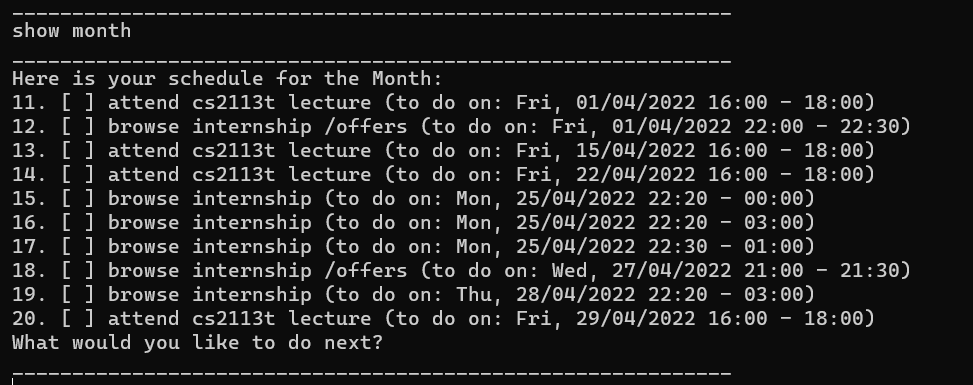 ____________________________________________________________
show month
____________________________________________________________
Here is your schedule for the Month:
11. [ ] attend cs2113t lecture (to do on: Fri, 01/04/2022 16:00 - 18:00)
12. [ ] browse internship /offers (to do on: Fri, 01/04/2022 22:00 - 22:30)
13. [ ] attend cs2113t lecture (to do on: Fri, 15/04/2022 16:00 - 18:00)
14. [ ] attend cs2113t lecture (to do on: Fri, 22/04/2022 16:00 - 18:00)
15. [ ] browse internship (to do on: Mon, 25/04/2022 22:20 - 00:00)
16. [ ] browse internship (to do on: Mon, 25/04/2022 22:20 - 03:00)
17. [ ] browse internship (to do on: Mon, 25/04/2022 22:30 - 01:00)
18. [ ] browse internship /offers (to do on: Wed, 27/04/2022 21:00 - 21:30)
19. [ ] browse internship (to do on: Thu, 28/04/2022 22:20 - 03:00)
20. [ ] attend cs2113t lecture (to do on: Fri, 29/04/2022 16:00 - 18:00)
What would you like to do next?
____________________________________________________________